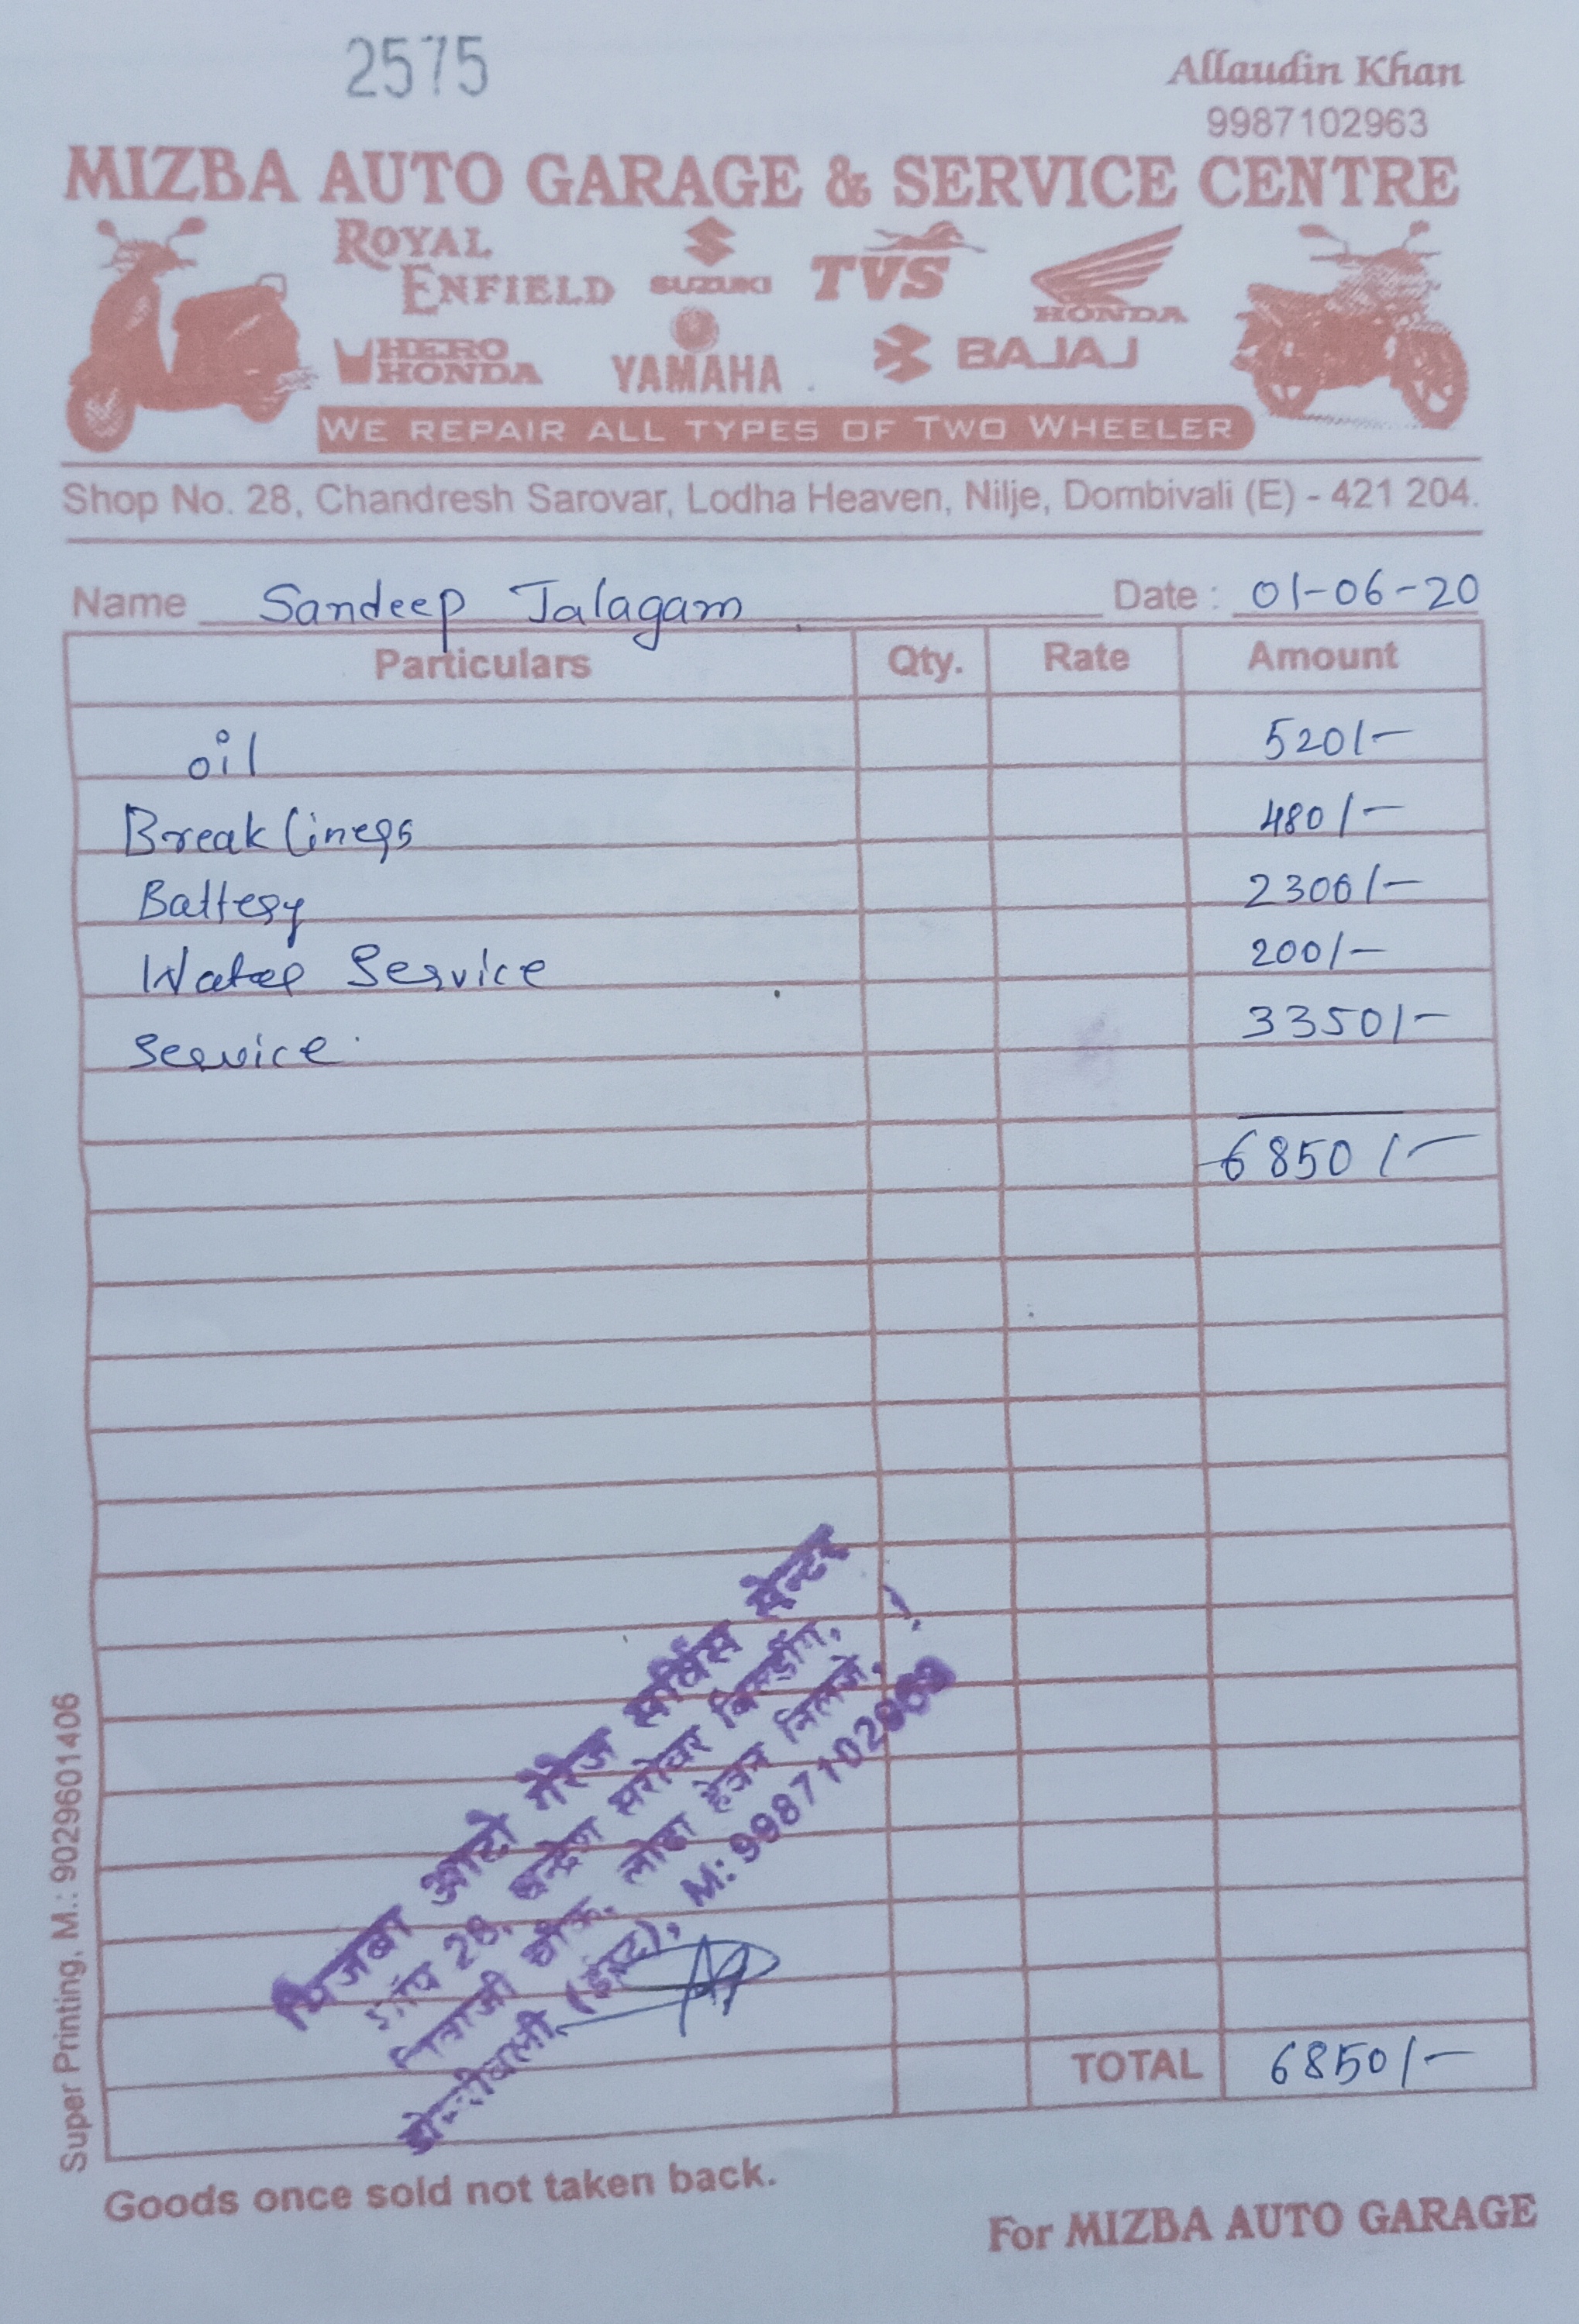 2575
Allaudin Khan
9987102963
MIZBA AUTO GARAGE & SERVICE CENTRE
ROYAL ENFIELD
SUZUKI
TVS
HONDA
HERO HONDA
YAMAHA
BAJAJ
WE REPAIR ALL TYPES OF TWO WHEELER
Shop No. 28, Chandresh Sarovar, Lodha Heaven, Nilje, Dombivali (E) - 421 204.
Name Sandeep Jalagam Date : 01-06-20
Particulars Qty. Rate Amount
oil 520/-
Break 480/-
Battery 2300/-
Water Service 200/-
Service 3350/-
6850/-
मिजबा आटो गेरेज सर्विस सेन्टर
शॉप 28, चन्द्रेश सरोवर बिल्डींग,
चौक, लोढा हेवन निलजे,
डोम्बीवली (ईस्ट), M: 9987102963
TOTAL 6850/-
Super Printing, M.: 9029601406
Goods once sold not taken back.
For MIZBA AUTO GARAGE